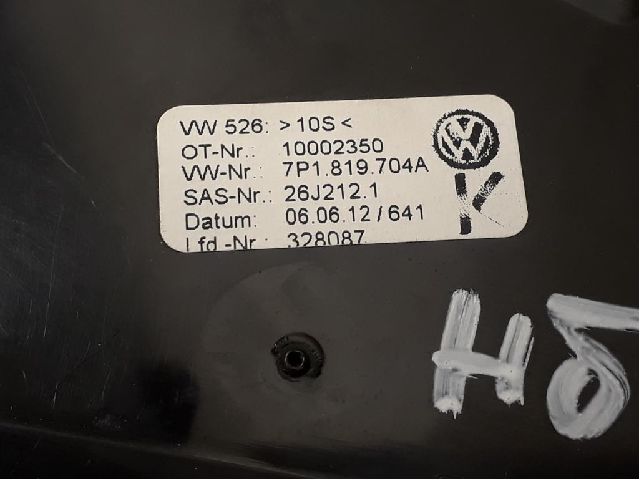 VW 526: >10S<
OT-Nr.: 10002350
VW-Nr.: 7P1.819.704A
SAS-Nr.: 26J212.1
Datum: 06.06.12/641
Lfd.-Nr.: 328087
K
Hδ